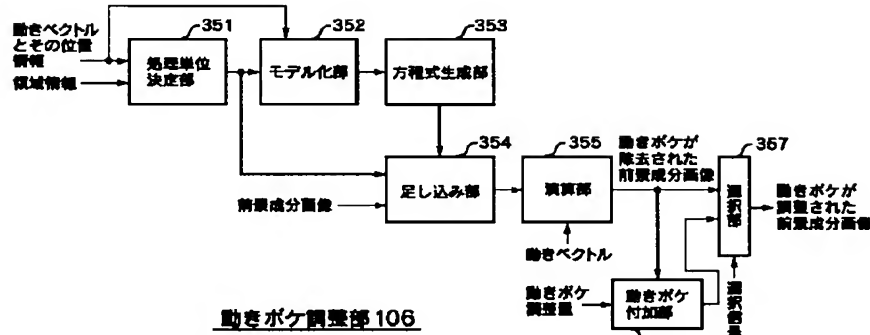 動きベクトル
とその位置
情報
領域情報
351
処理単位
決定部
352
モデル化部
353
方程式生成部
354
足し込み部
前景成分画像
355
演算部
動きベクトル
動きボケが
除去された
前景成分画像
357
選択部
動きボケが
調整された
前景成分画像
動きボケ
調整量
動きボケ
付加部
選択信号
動きボケ調整部106